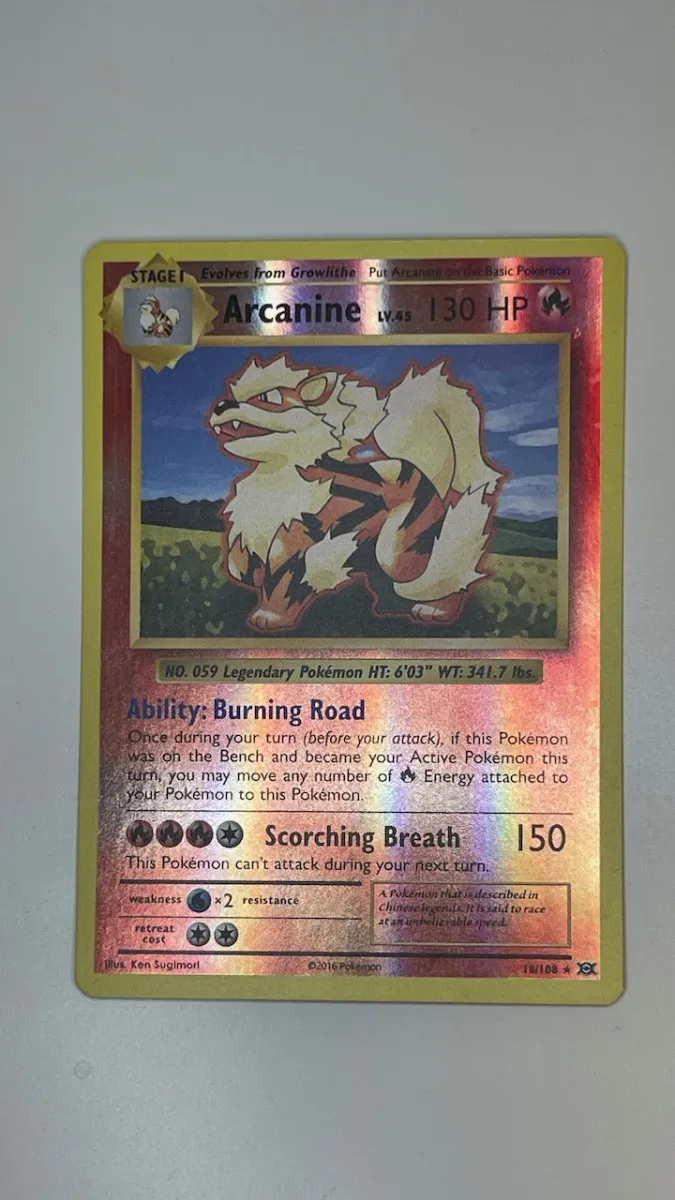 STAGE 1 Evolves from Growlithe Put Arcanine on the Basic Pokémon
Arcanine LV.45 130 HP
NO. 059 Legendary Pokémon HT: 6'03" WT: 341.7 lbs.
Ability: Burning Road
Once during your turn (before your attack), if this Pokémon
was on the Bench and became your Active Pokémon this
turn, you may move any number of Energy attached to
your Pokémon to this Pokémon.
Scorching Breath 150
This Pokémon can't attack during your next turn.
weakness ×2 resistance
retreat
cost
A Pokémon that is described in
Chinese legends. It is said to race
at an unbelievable speed.
Illus. Ken Sugimori ©2016 Pokémon 18/108 ★